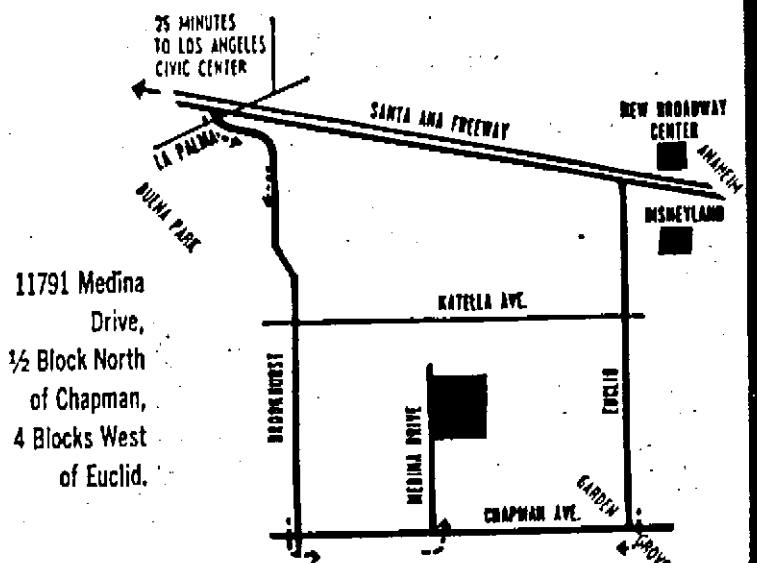 25 MINUTES
TO LOS ANGELES
CIVIC CENTER
SANTA ANA FREEWAY
NEW BROADWAY
CENTER
ANAHEIM
LA PALMA
BUENA PARK
DISNEYLAND
11791 Medina
Drive,
½ Block North
of Chapman,
4 Blocks West
of Euclid.
KATELLA AVE.
BROOKHURST
MEDINA DRIVE
EUCLID
CHAPMAN AVE.
GARDEN
GROVE